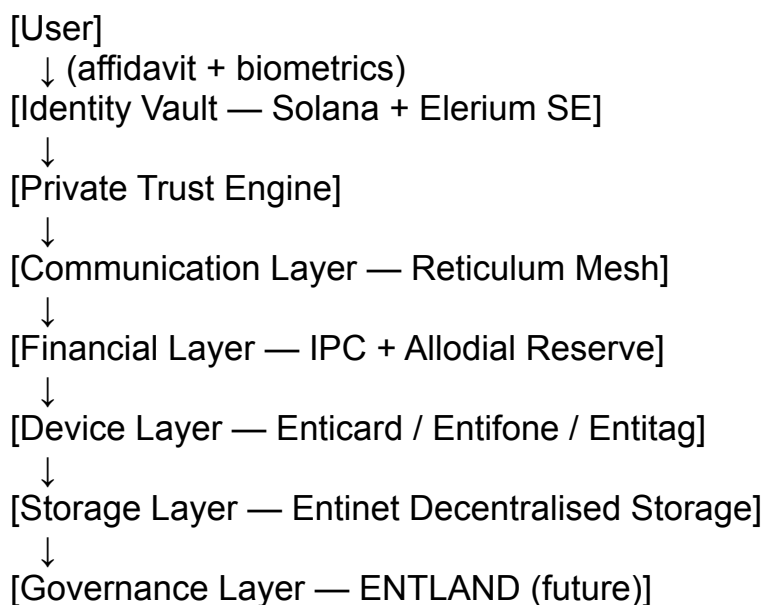 [User]
↓ (affidavit + biometrics)
[Identity Vault — Solana + Elerium SE]
↓
[Private Trust Engine]
↓
[Communication Layer — Reticulum Mesh]
↓
[Financial Layer — IPC + Allodial Reserve]
↓
[Device Layer — Enticard / Entifone / Entitag]
↓
[Storage Layer — Entinet Decentralised Storage]
↓
[Governance Layer — ENTLAND (future)]